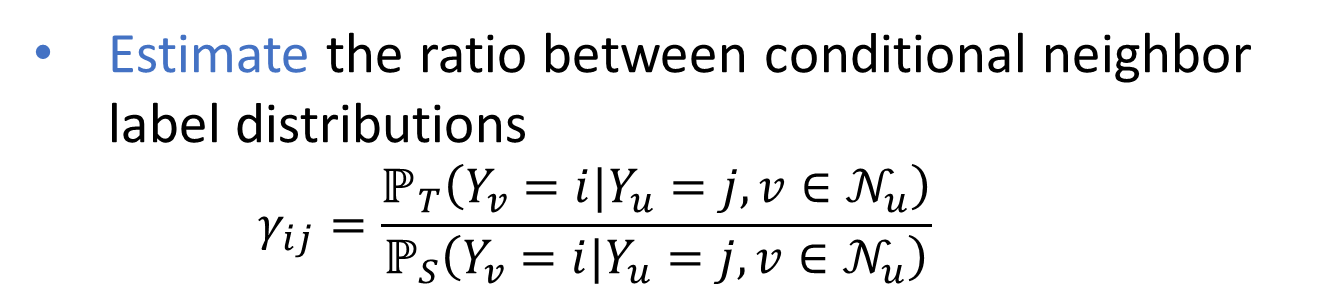 • Estimate the ratio between conditional neighbor
label distributions
ℙ_T(Y_v = i|Y_u = j, v ∈ 𝒩_u)
γ_ij =
ℙ_S(Y_v = i|Y_u = j, v ∈ 𝒩_u)